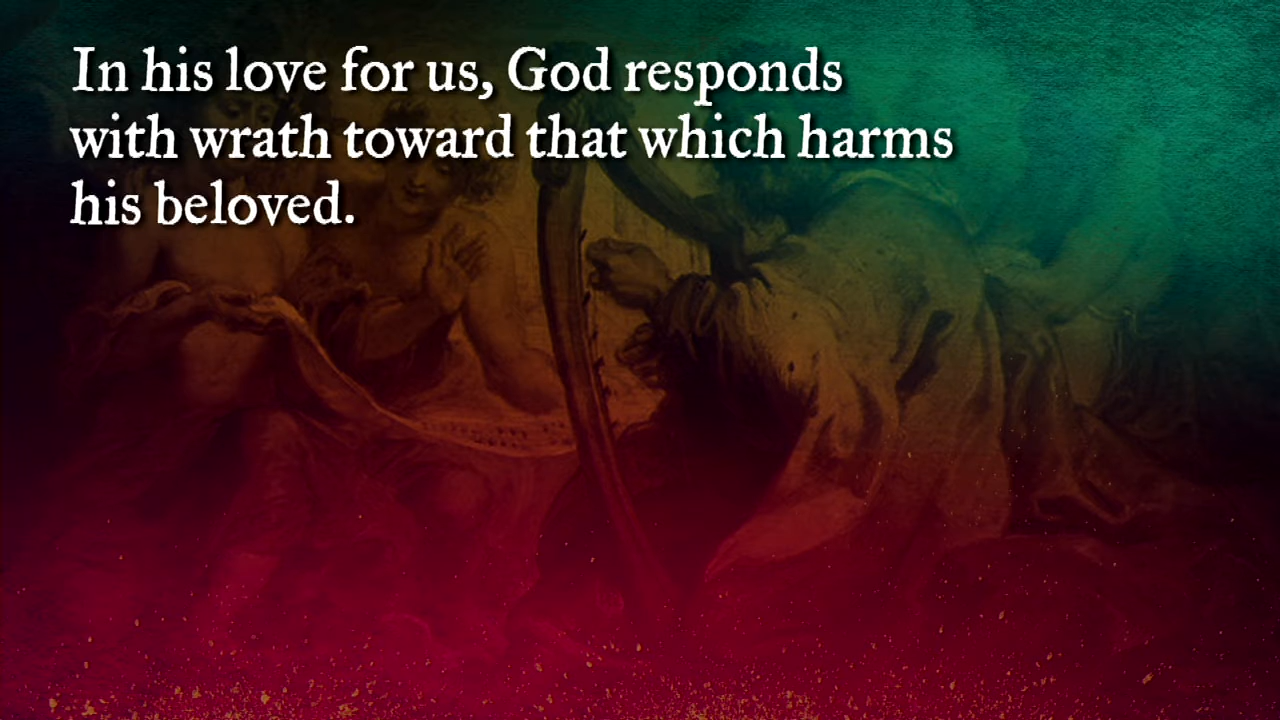 In his love for us, God responds
with wrath toward that which harms
his beloved.